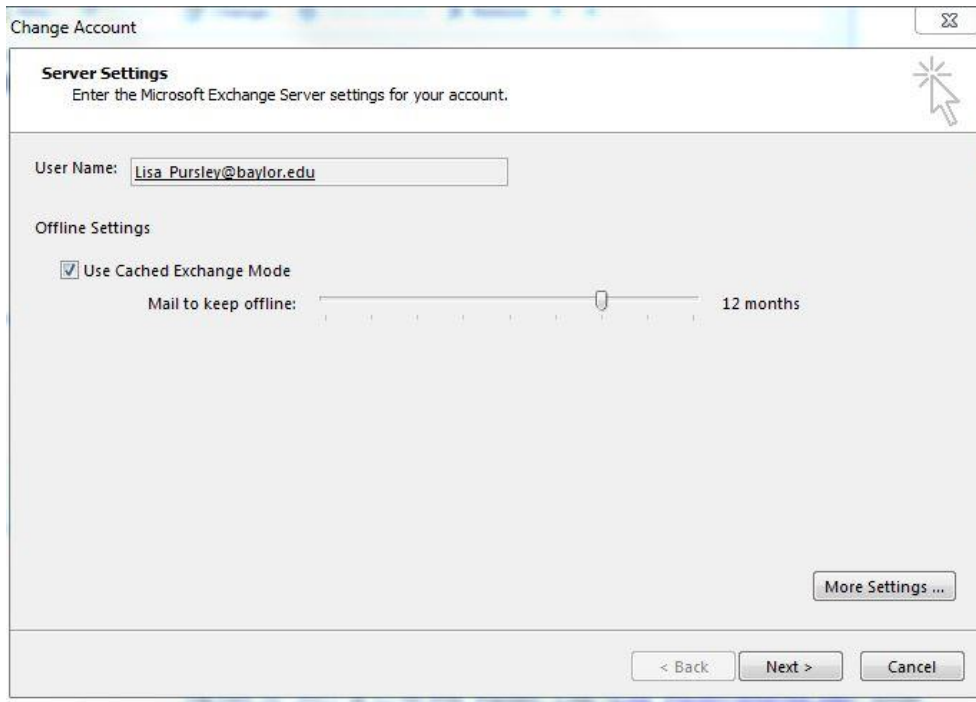 Change Account
Server Settings
Enter the Microsoft Exchange Server settings for your account.
User Name: Lisa_Pursley@baylor.edu
Offline Settings
Use Cached Exchange Mode
Mail to keep offline: 12 months
More Settings ...
< Back Next > Cancel